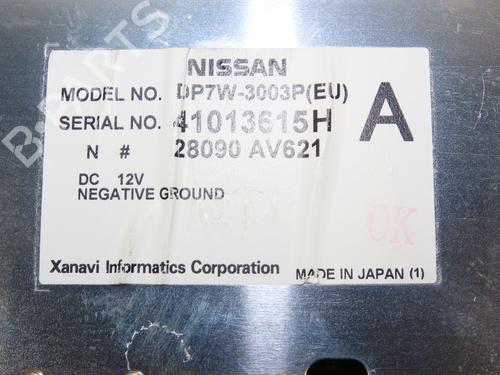 NISSAN
MODEL NO. DP7W-3003P(EU)
A
SERIAL NO. 41013615H
N # 28090 AV621
DC 12V
NEGATIVE GROUND
OK
Xanavi Informatics Corporation
MADE IN JAPAN (1)
B-PARTS